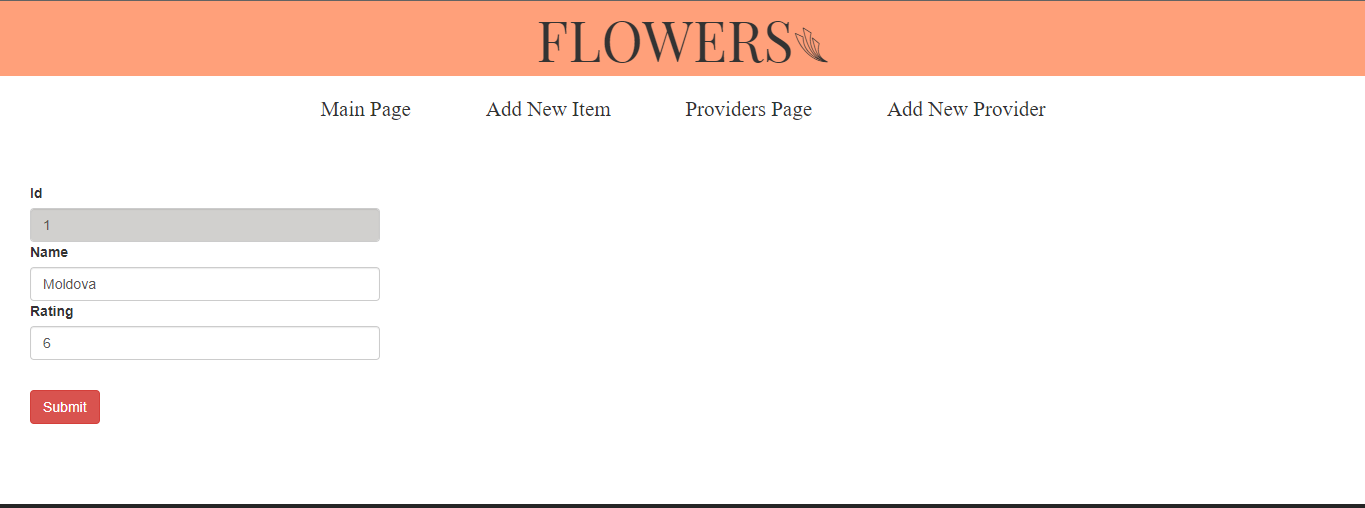 FLOWERS
Main Page Add New Item Providers Page Add New Provider
Id
1
Name
Moldova
Rating
6
Submit